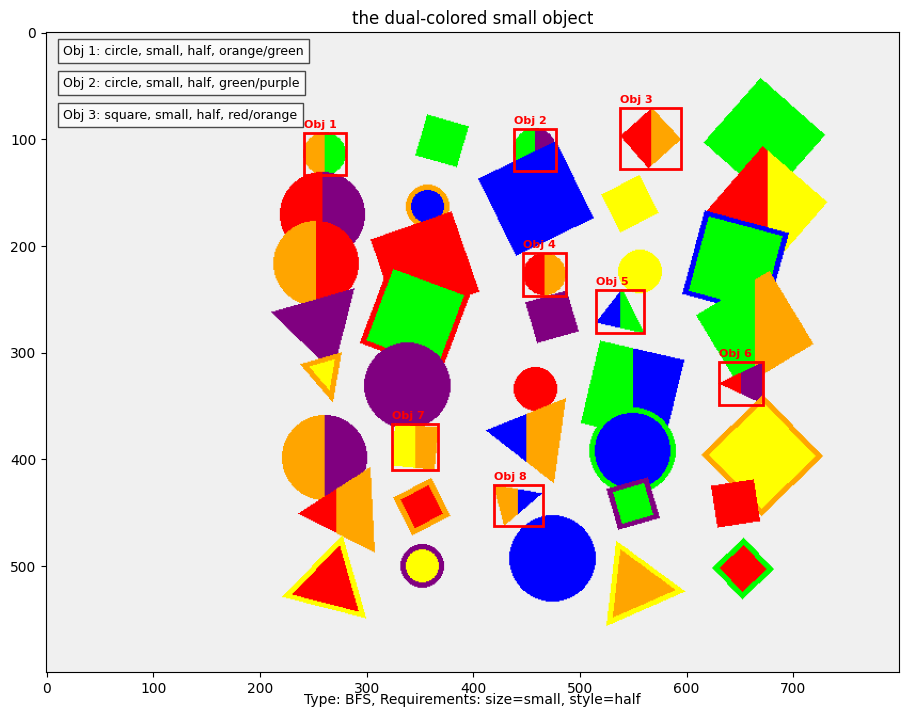 the dual-colored small object
0
Obj 1: circle, small, half, orange/green
Obj 2: circle, small, half, green/purple
Obj 3: square, small, half, red/orange
Obj 3
Obj 1
Obj 2
100
200
Obj 4
Obj 5
300
Obj 6
Obj 7
400
Obj 8
500
0 100 200 300 400 500 600 700
Type: BFS, Requirements: size=small, style=half